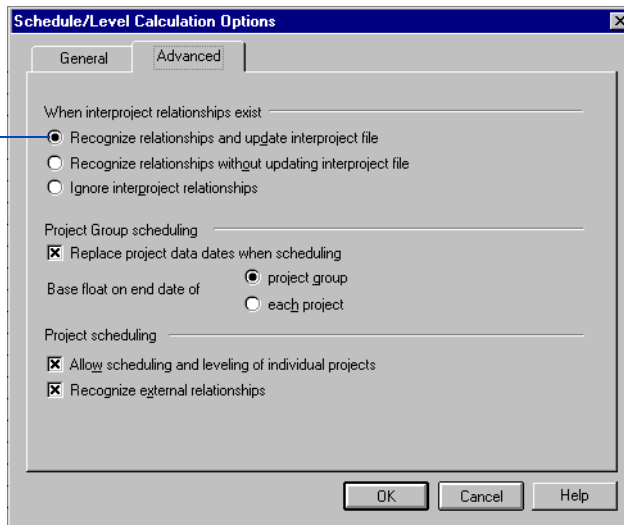 Schedule/Level Calculation Options
General
Advanced
When interproject relationships exist
Recognize relationships and update interproject file
Recognize relationships without updating interproject file
Ignore interproject relationships
Project Group scheduling
Replace project data dates when scheduling
Base float on end date of
project group
each project
Project scheduling
Allow scheduling and leveling of individual projects
Recognize external relationships
OK
Cancel
Help